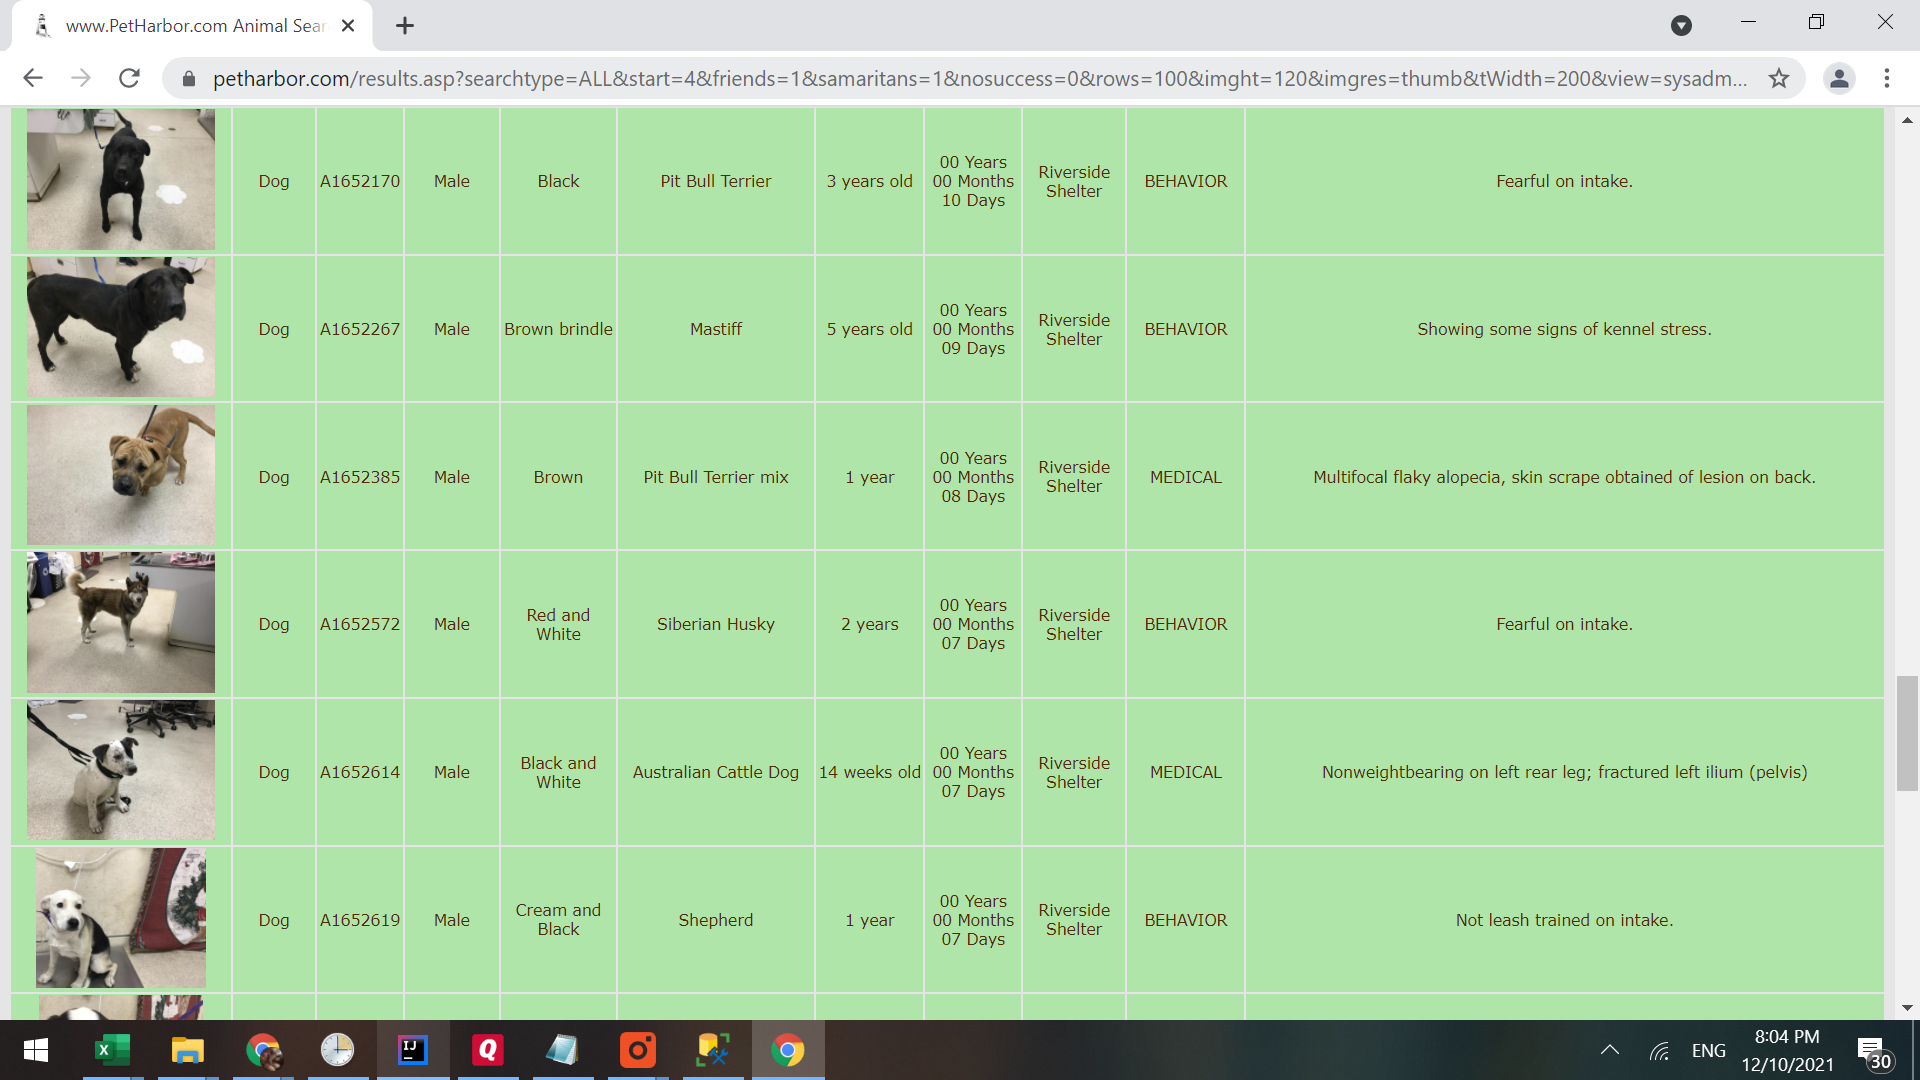 www.PetHarbor.com Animal Sear
petharbor.com/results.asp?searchtype=ALL&start=4&friends=1&samaritans=1&nosuccess=0&rows=100&imght=120&imgres=thumb&tWidth=200&view=sysadm...
Dog A1652170 Male Black Pit Bull Terrier 3 years old 00 Years 00 Months 10 Days Riverside Shelter BEHAVIOR Fearful on intake.
Dog A1652267 Male Brown brindle Mastiff 5 years old 00 Years 00 Months 09 Days Riverside Shelter BEHAVIOR Showing some signs of kennel stress.
Dog A1652385 Male Brown Pit Bull Terrier mix 1 year 00 Years 00 Months 08 Days Riverside Shelter MEDICAL Multifocal flaky alopecia, skin scrape obtained of lesion on back.
Dog A1652572 Male Red and White Siberian Husky 2 years 00 Years 00 Months 07 Days Riverside Shelter BEHAVIOR Fearful on intake.
Dog A1652614 Male Black and White Australian Cattle Dog 14 weeks old 00 Years 00 Months 07 Days Riverside Shelter MEDICAL Nonweightbearing on left rear leg; fractured left ilium (pelvis)
Dog A1652619 Male Cream and Black Shepherd 1 year 00 Years 00 Months 07 Days Riverside Shelter BEHAVIOR Not leash trained on intake.
X IJ Q
ENG
8:04 PM
12/10/2021
30